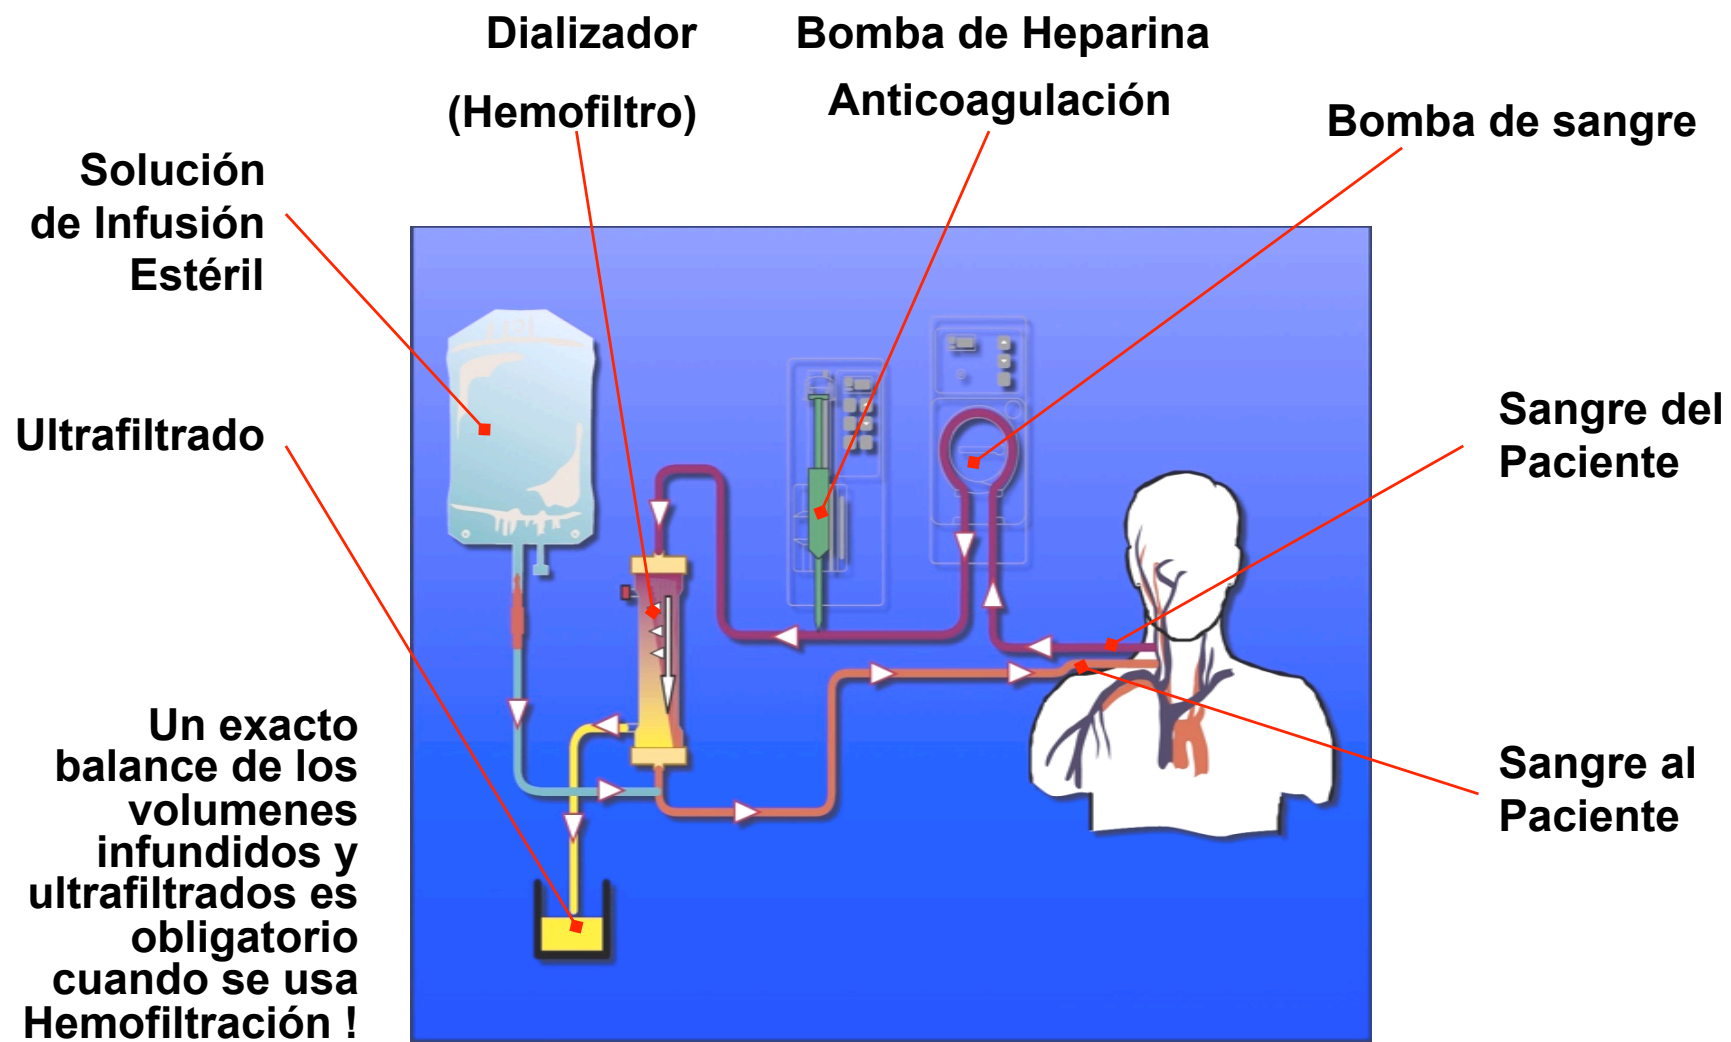 Dializador
(Hemofiltro)
Bomba de Heparina
Anticoagulación
Bomba de sangre
Solución
de Infusión
Estéril
Ultrafiltrado
Sangre del
Paciente
Sangre al
Paciente
Un exacto
balance de los
volumenes
infundidos y
ultrafiltrados es
obligatorio
cuando se usa
Hemofiltración !